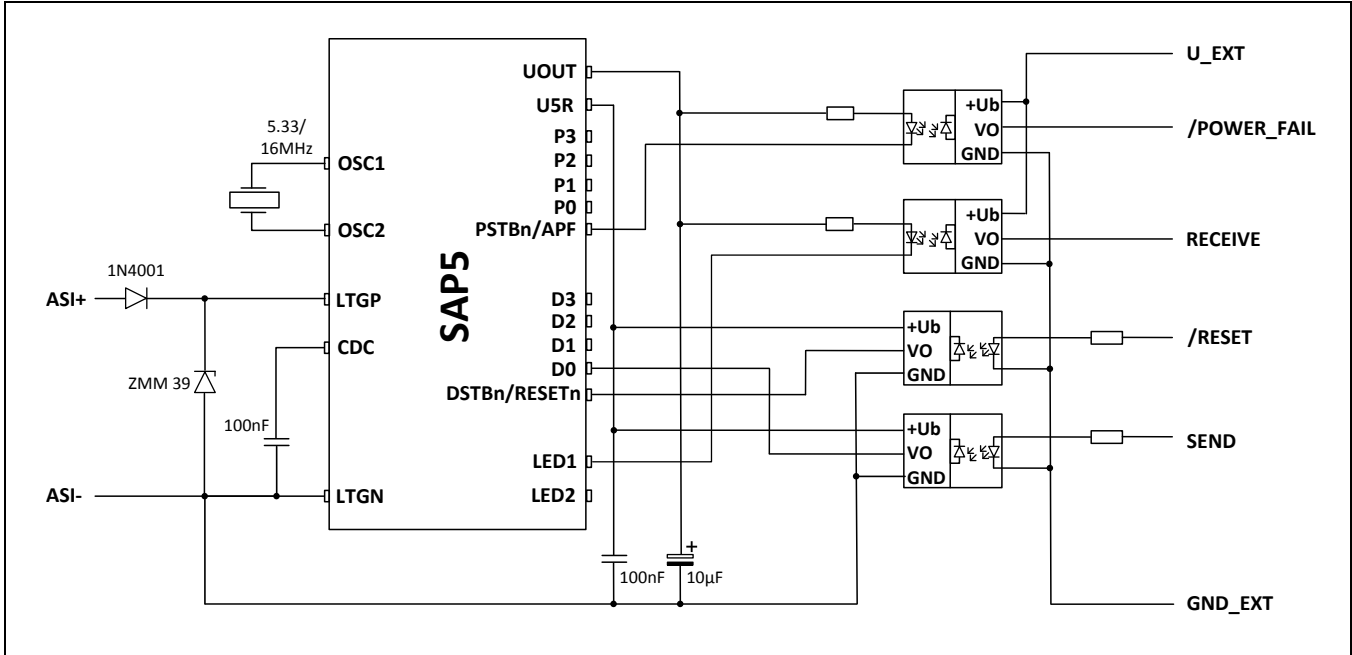 U_EXT
UOUT
+Ub
U5R
5.33/
16MHz
P3
VO
/POWER_FAIL
GND
OSC1
P2
P1
P0
+Ub
OSC2
PSTBn/APF
VO
RECEIVE
GND
SAP5
1N4001
ASI+
LTGP
D3
D2
+Ub
/RESET
CDC
D1
VO
D0
GND
ZMM 39
DSTBn/RESETn
100nF
+Ub
SEND
VO
LED1
GND
ASI-
LTGN
LED2
+
100nF
10µF
GND_EXT